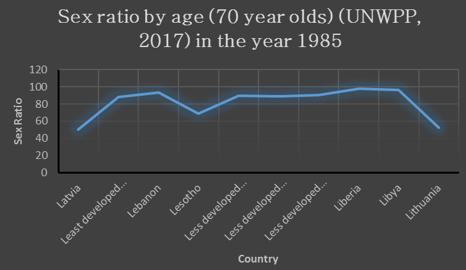 Sex ratio by age (70 year olds) (UNWPP,
2017) in the year 1985
120
100
80
60
40
20
0
Sex Ratio
Latvia
Least developed...
Lebanon
Lesotho
Less developed...
Less developed...
Less developed...
Liberia
Libya
Lithuania
Country